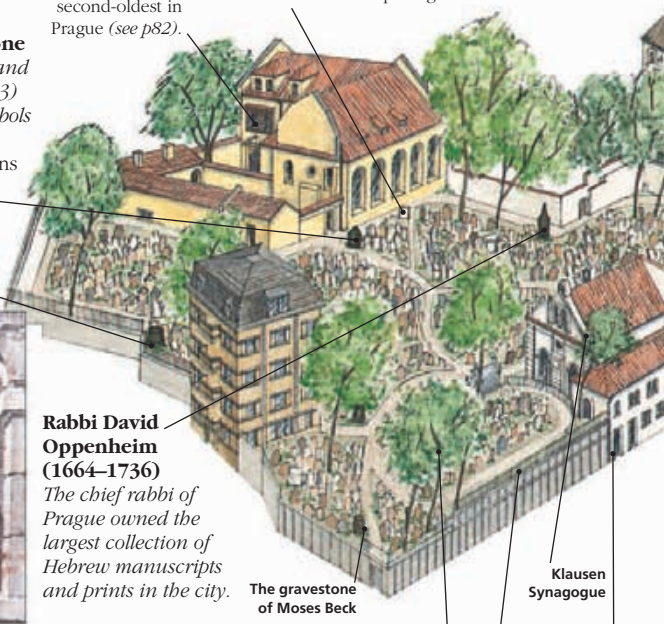 second-oldest in
Prague (see p82).
one
and
3)
bols
ns
Rabbi David
Oppenheim
(1664–1736)
The chief rabbi of
Prague owned the
largest collection of
Hebrew manuscripts
and prints in the city.
The gravestone
of Moses Beck
Klausen
Synagogue